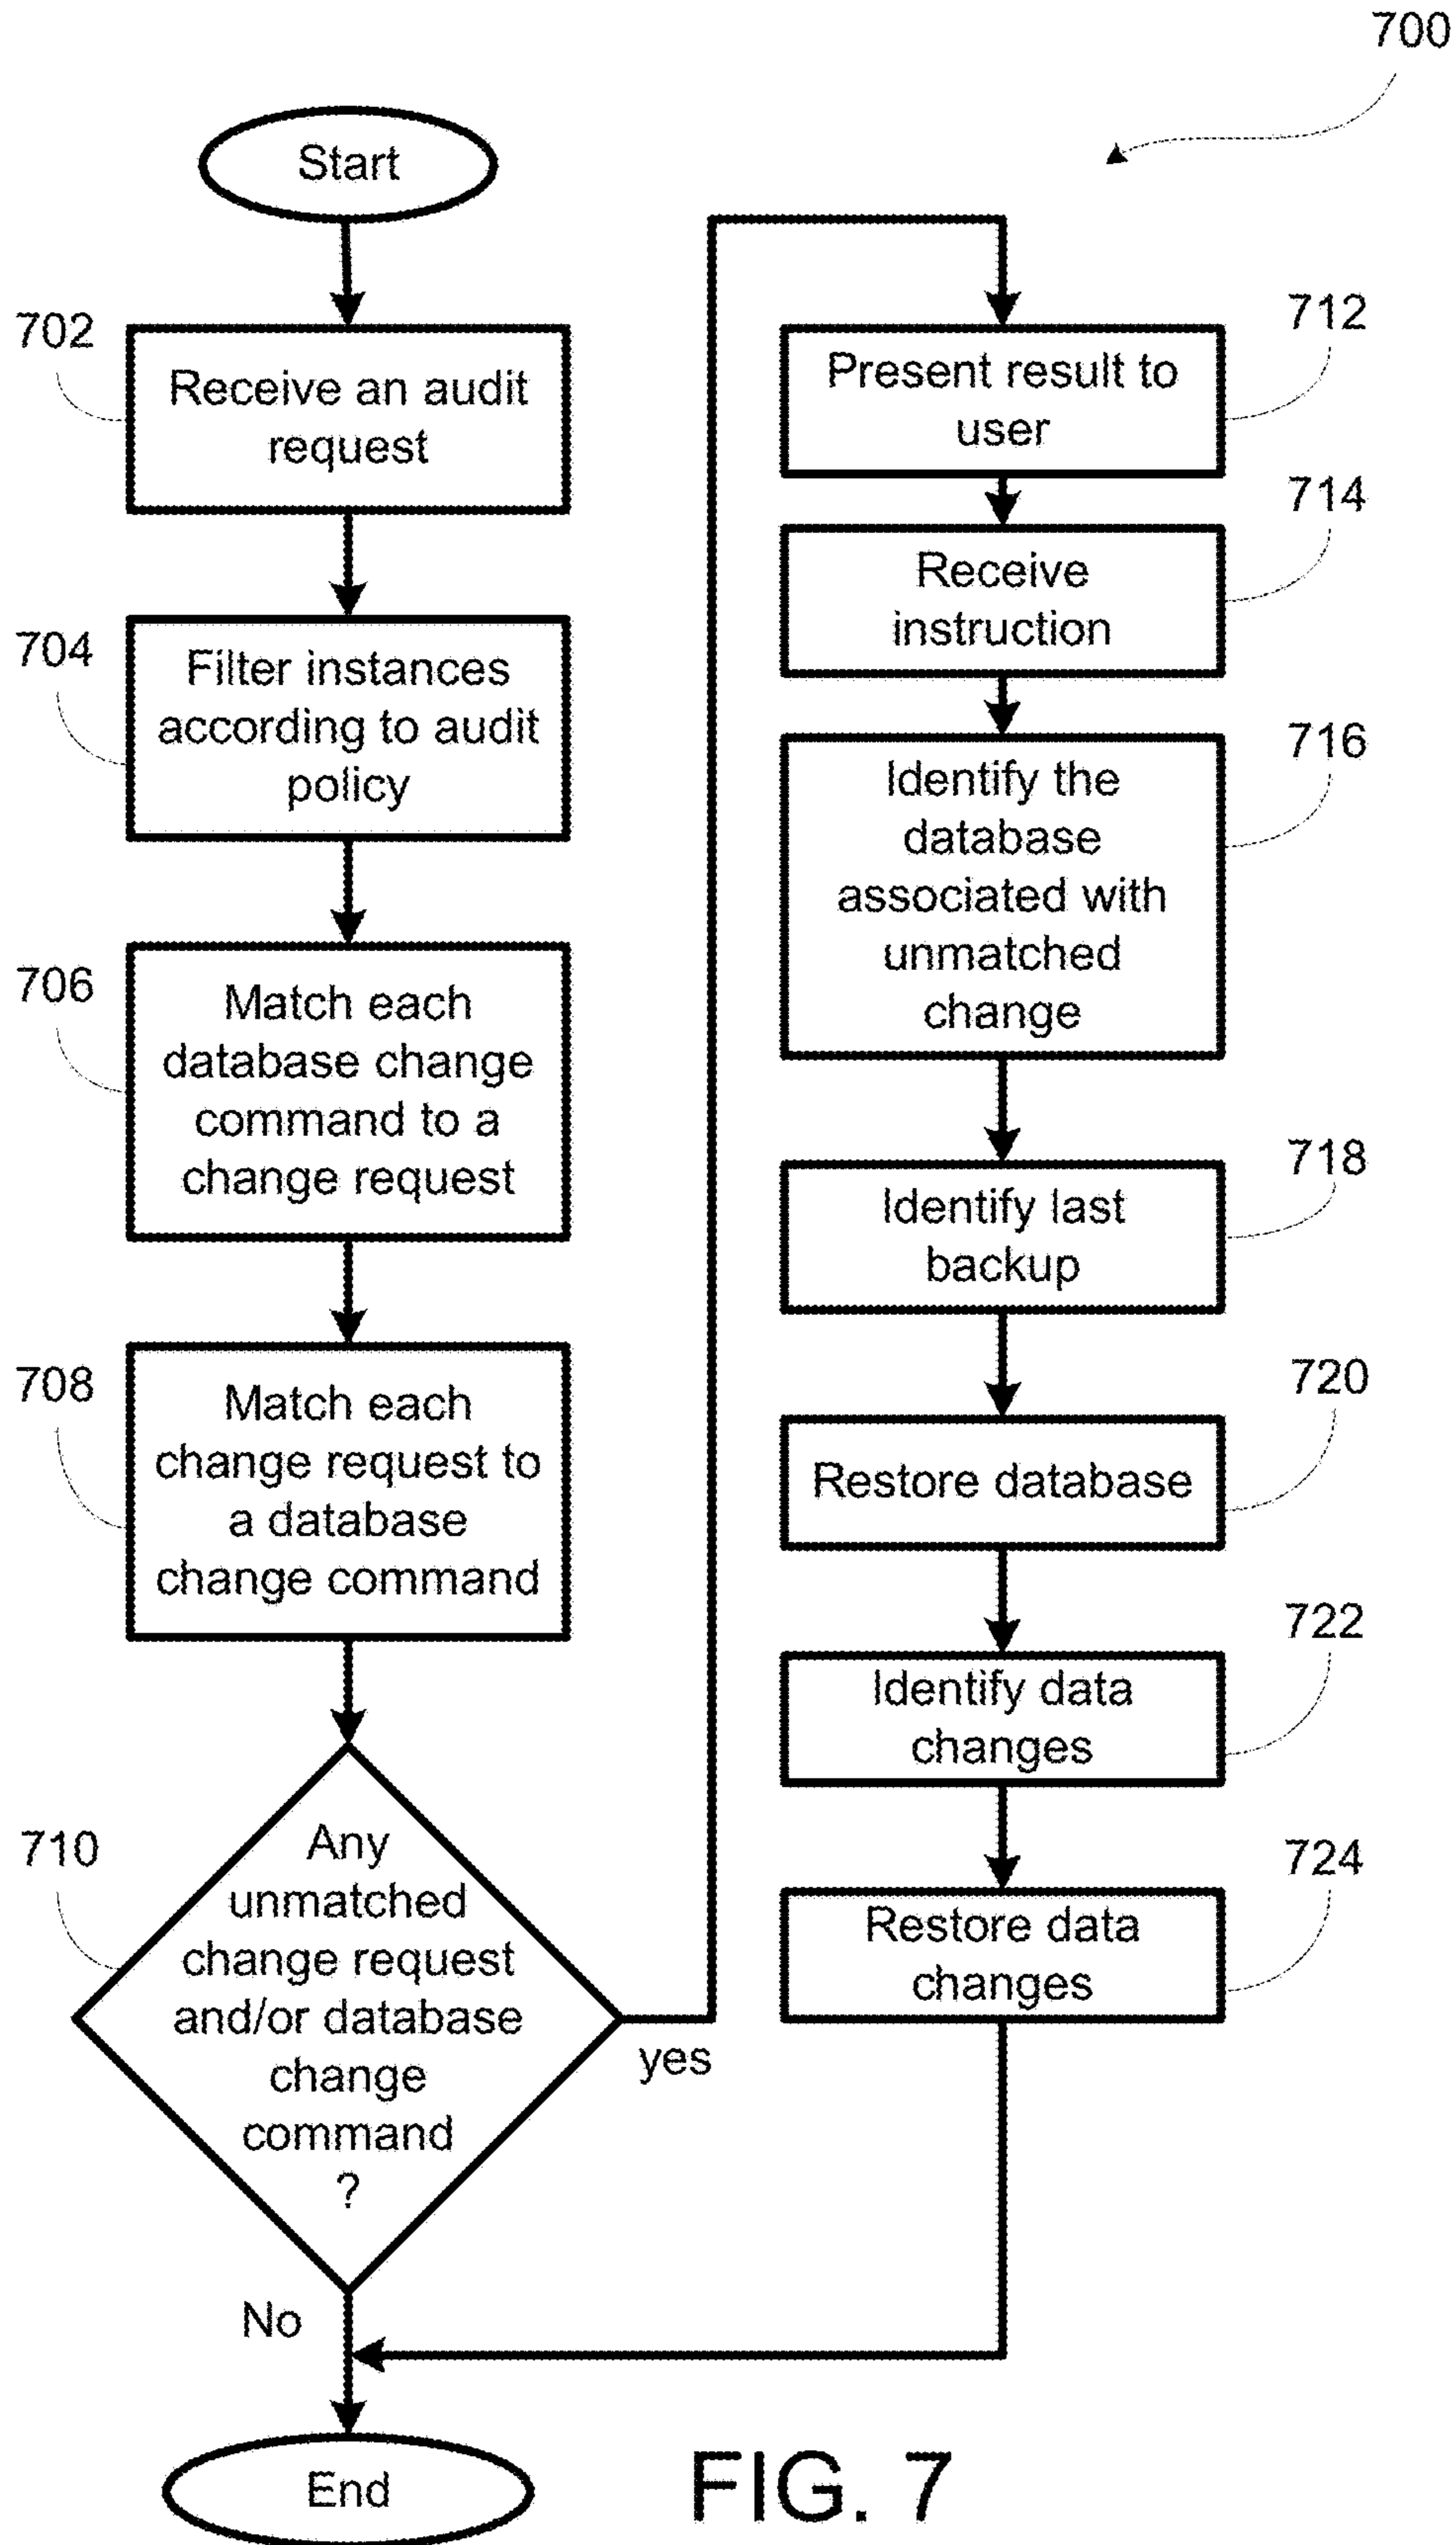 700
Start
702
Receive an audit
request
704
Filter instances
according to audit
policy
706
Match each
database change
command to a
change request
708
Match each
change request to
a database
change command
710
Any
unmatched
change request
and/or database
change
command
?
yes
No
End
712
Present result to
user
714
Receive
instruction
716
Identify the
database
associated with
unmatched
change
718
Identify last
backup
720
Restore database
722
Identify data
changes
724
Restore data
changes
FIG. 7